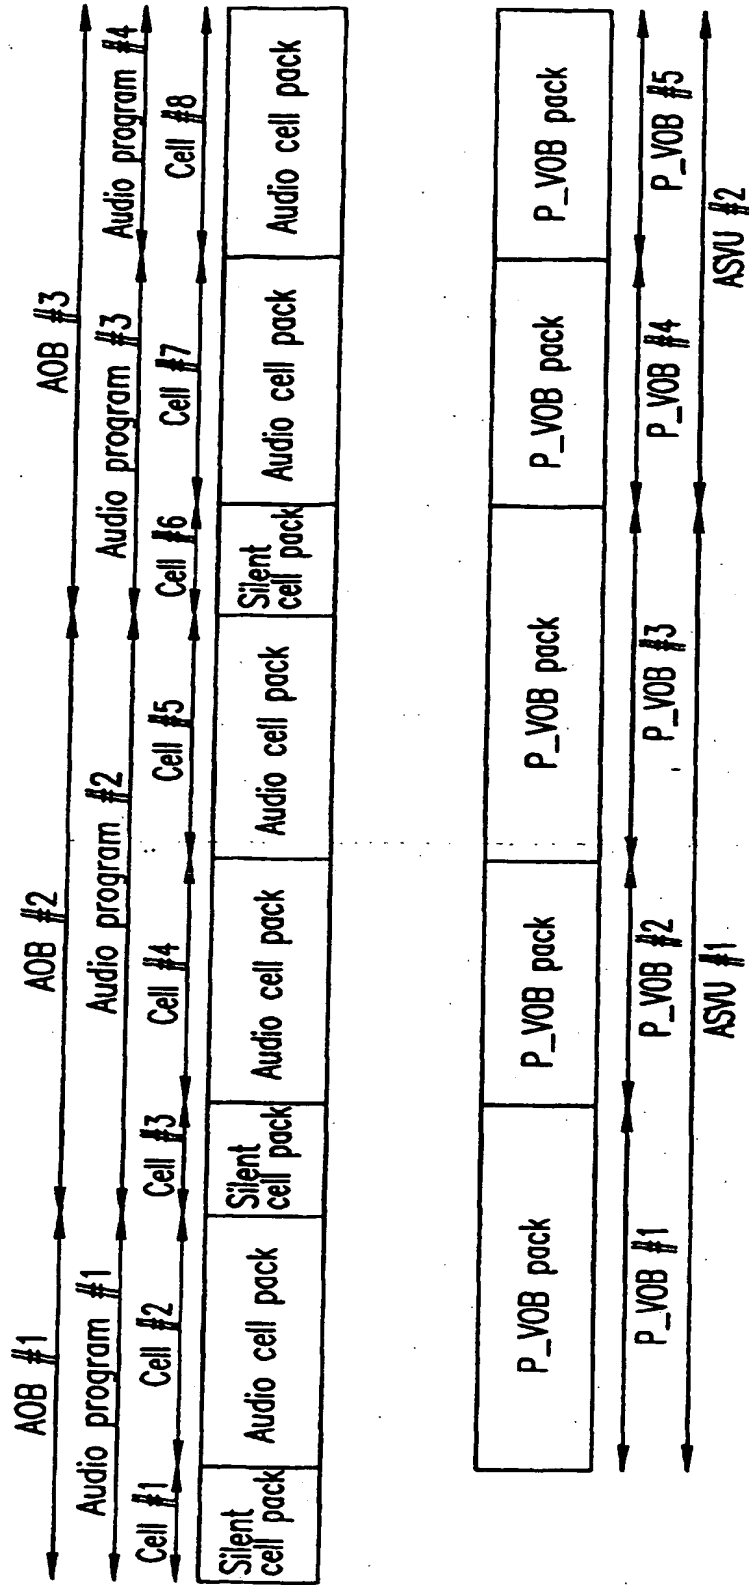 AOB #1 AOB #2 AOB #3
Audio program #1 Audio program #2 Audio program #3 Audio program #4
Cell #1 Cell #2 Cell #3 Cell #4 Cell #5 Cell #6 Cell #7 Cell #8
Silent
cell pack
Audio cell pack
Silent
cell pack
Audio cell pack
Audio cell pack
Silent
cell pack
Audio cell pack
Audio cell pack
P_VOB pack P_VOB pack P_VOB pack P_VOB pack P_VOB pack
P_VOB #1 P_VOB #2 P_VOB #3 P_VOB #4 P_VOB #5
ASVU #1 ASVU #2